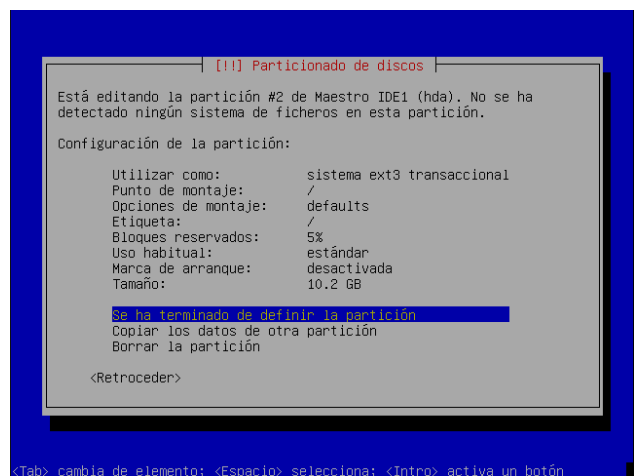 [!!] Particionado de discos
Está editando la partición #2 de Maestro IDE1 (hda). No se ha
detectado ningún sistema de ficheros en esta partición.
Configuración de la partición:
Utilizar como: sistema ext3 transaccional
Punto de montaje: /
Opciones de montaje: defaults
Etiqueta: /
Bloques reservados: 5%
Uso habitual: estándar
Marca de arranque: desactivada
Tamaño: 10.2 GB
Se ha terminado de definir la partición
Copiar los datos de otra partición
Borrar la partición
<Retroceder>
<Tab> cambia de elemento; <Espacio> selecciona; <Intro> activa un botón